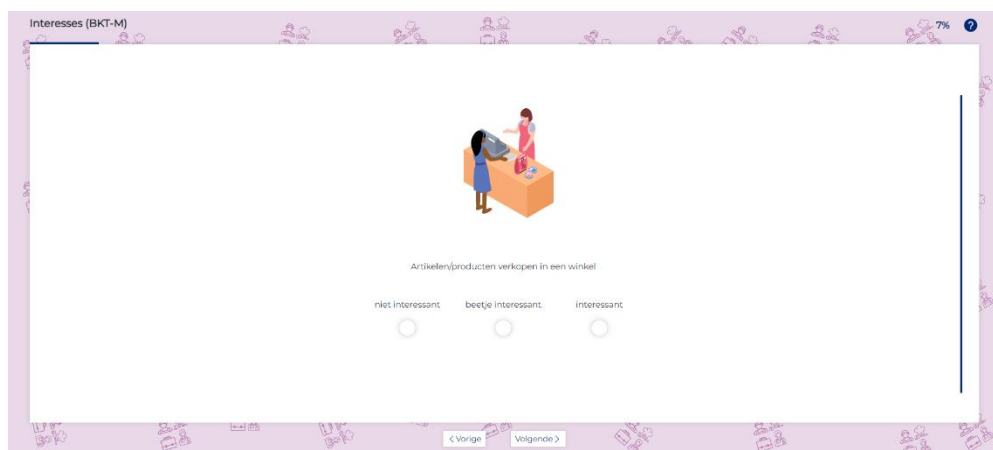 Interesses (BKT-M)
7%
?
Artikelen/producten verkopen in een winkel
niet interessant
beetje interessant
interessant
< Vorige
Volgende >